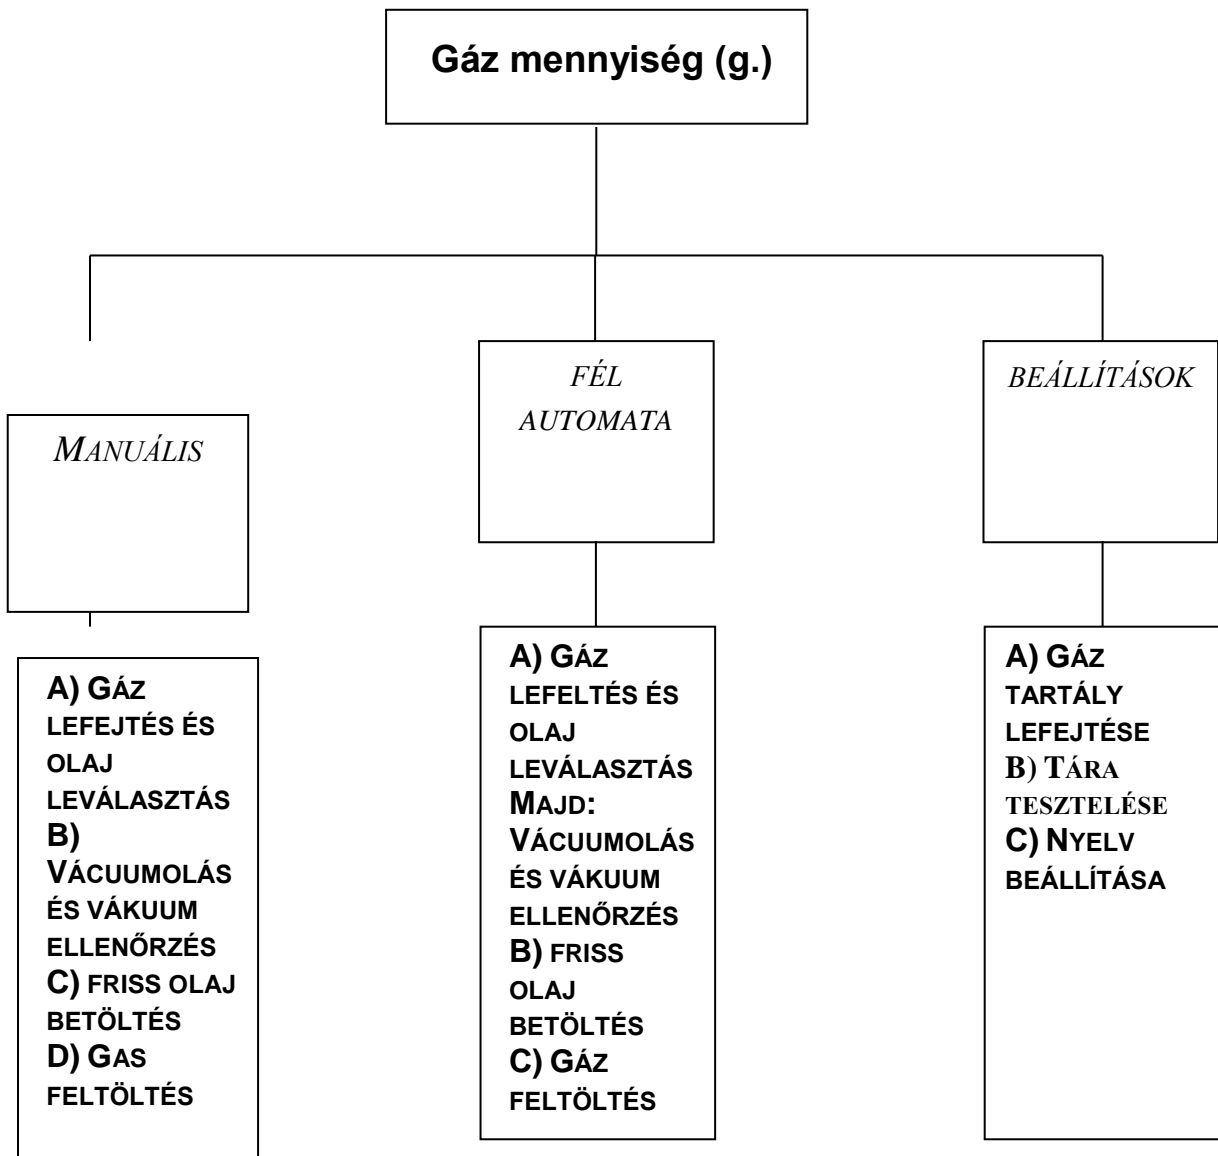 Gáz mennyiség (g.)
MANUÁLIS
FÉL
AUTOMATA
BEÁLLÍTÁSOK
A) GÁZ
LEFEJTÉS ÉS
OLAJ
LEVÁLASZTÁS
B)
VÁCUUMOLÁS
ÉS VÁKUUM
ELLENŐRZÉS
C) FRISS OLAJ
BETÖLTÉS
D) GAS
FELTÖLTÉS
A) GÁZ
LEFELTÉS ÉS
OLAJ
LEVÁLASZTÁS
MAJD:
VÁCUUMOLÁS
ÉS VÁKUUM
ELLENŐRZÉS
B) FRISS
OLAJ
BETÖLTÉS
C) GÁZ
FELTÖLTÉS
A) GÁZ
TARTÁLY
LEFEJTÉSE
B) TÁRA
TESZTELÉSE
C) NYELV
BEÁLLÍTÁSA